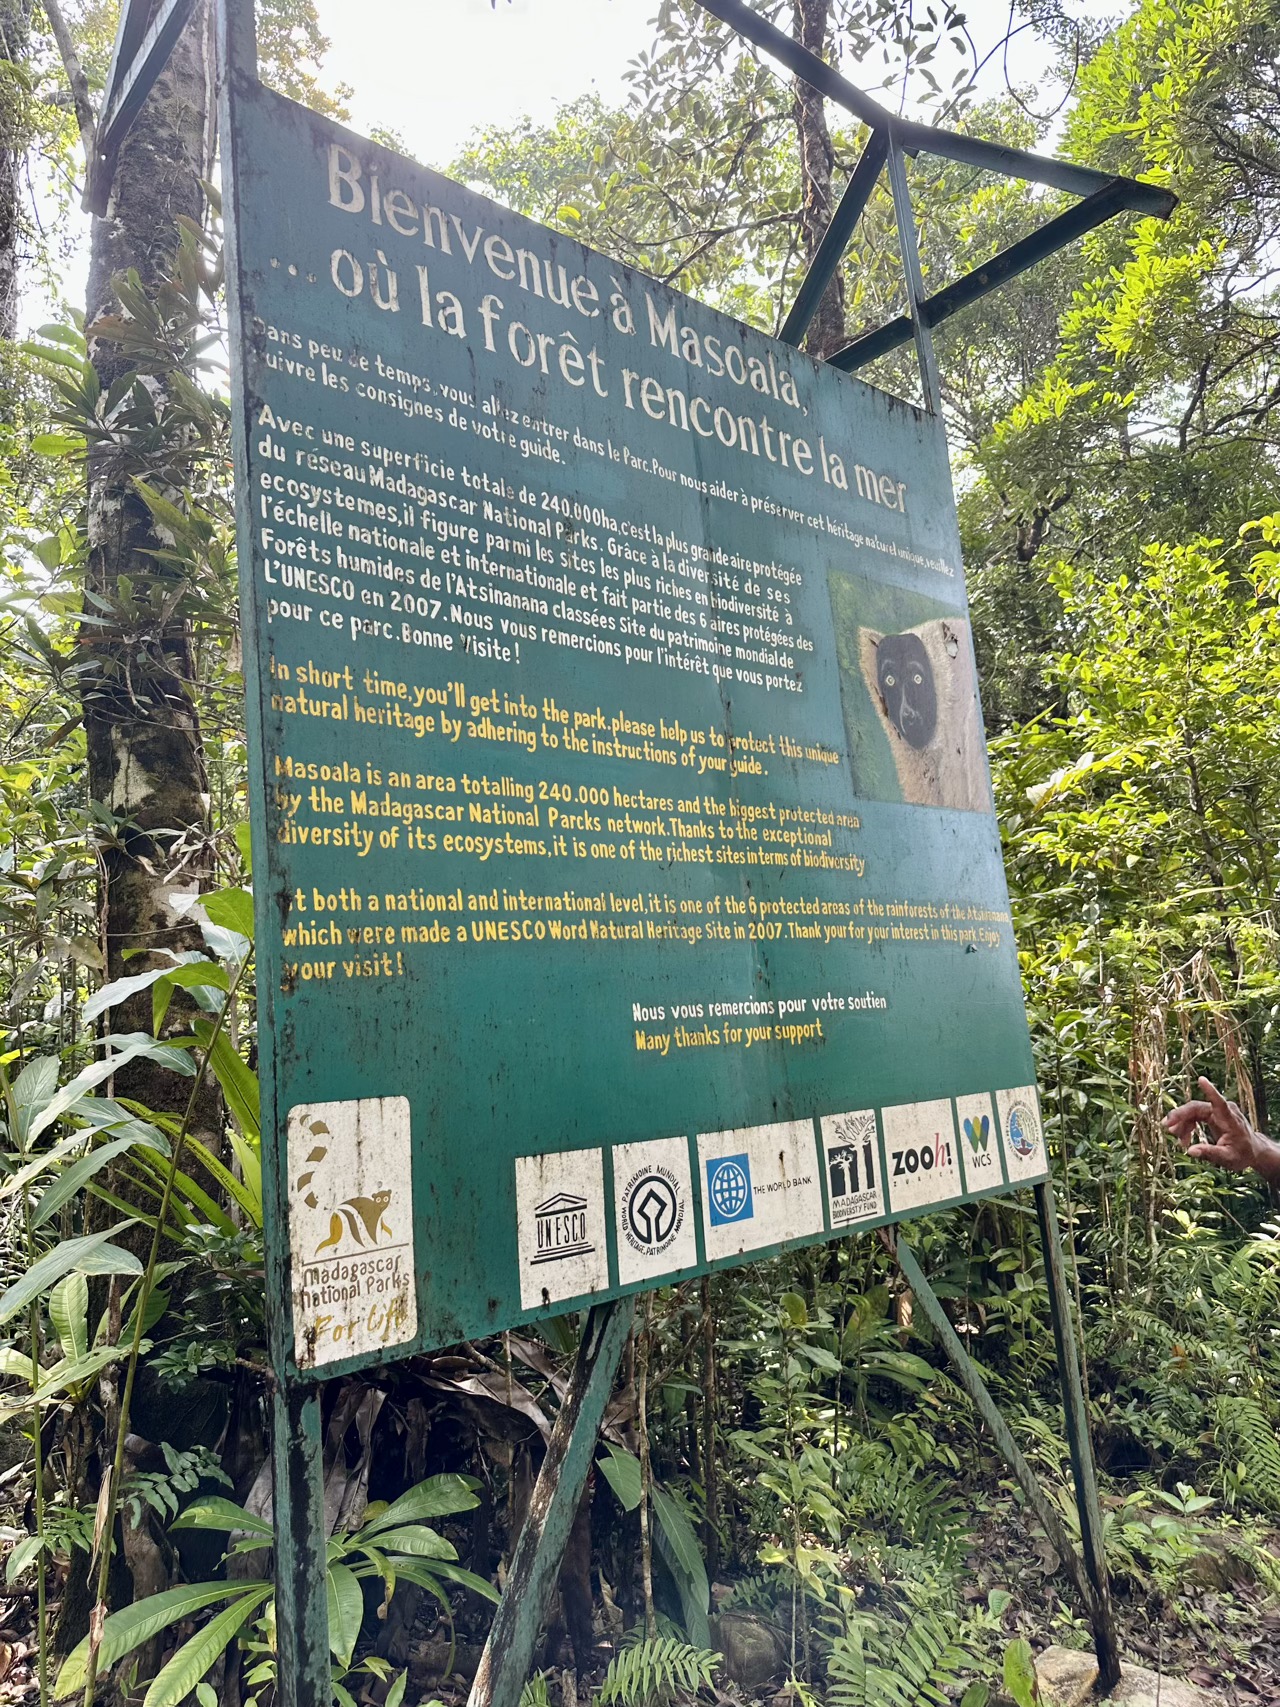 Bienvenue à Masoala,
...où la forêt rencontre la mer
Dans peu de temps, vous allez entrer dans le Parc. Pour nous aider à préserver cet héritage naturel unique, veuillez
suivre les consignes de votre guide.
Avec une superficie totale de 240.000ha, c'est la plus grande aire protégée
du réseau Madagascar National Parks. Grâce à la diversité de ses
ecosystemes, il figure parmi les sites les plus riches en biodiversité à
l'échelle nationale et internationale et fait partie des 6 aires protégées des
Forêts humides de l'Atsinanana classées Site du patrimoine mondial de
L'UNESCO en 2007. Nous vous remercions pour l'intérêt que vous portez
pour ce parc. Bonne Visite !
In short time, you'll get into the park. please help us to protuct this unique
natural heritage by adhering to the instructions of your guide.
Masoala is an area totalling 240.000 hectares and the biggest protected area
by the Madagascar National Parcks network. Thanks to the exceptional
diversity of its ecosystems, it is one of the richest sites in terms of biodiversity
at both a national and international level, it is one of the 6 protected areas of the rainforests of the Atsinanana
which were made a UNESCO Word Natural Heritage Site in 2007. Thank your for your interest in this park. Enjoy
your visit !
Nous vous remercions pour votre soutien
Many thanks for your support
madagascar
national Parks
For Life
UNESCO
WORLD HERITAGE PATRIMOINE MONDIAL PATRIMONIO MUNDIAL
THE WORLD BANK
MADAGASCAR
BIODIVERSITY FUND
zooh!
ZÜRICH
WCS